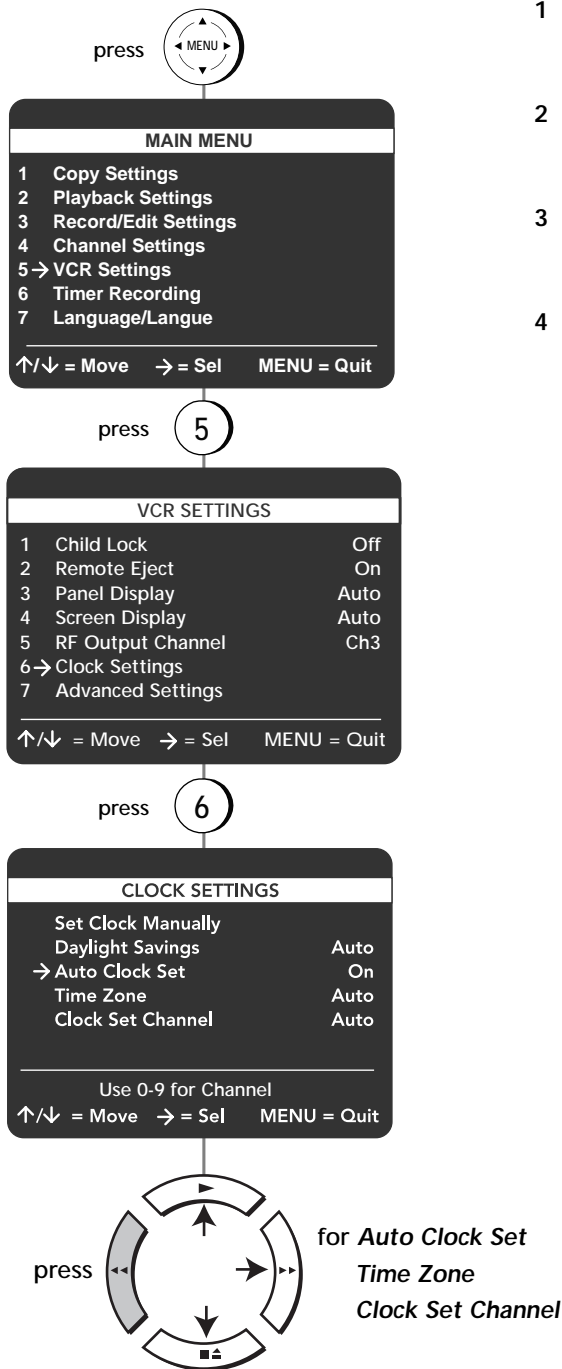 1
press MENU
2
MAIN MENU
1 Copy Settings
2 Playback Settings
3 Record/Edit Settings
3
4 Channel Settings
5→VCR Settings
6 Timer Recording
7 Language/Langue
4
↑/↓ = Move → = Sel MENU = Quit
press 5
VCR SETTINGS
1 Child Lock Off
2 Remote Eject On
3 Panel Display Auto
4 Screen Display Auto
5 RF Output Channel Ch3
6→Clock Settings
7 Advanced Settings
↑/↓ = Move → = Sel MENU = Quit
press 6
CLOCK SETTINGS
Set Clock Manually
Daylight Savings Auto
→Auto Clock Set On
Time Zone Auto
Clock Set Channel Auto
Use 0-9 for Channel
↑/↓ = Move → = Sel MENU = Quit
for Auto Clock Set
press
Time Zone
Clock Set Channel